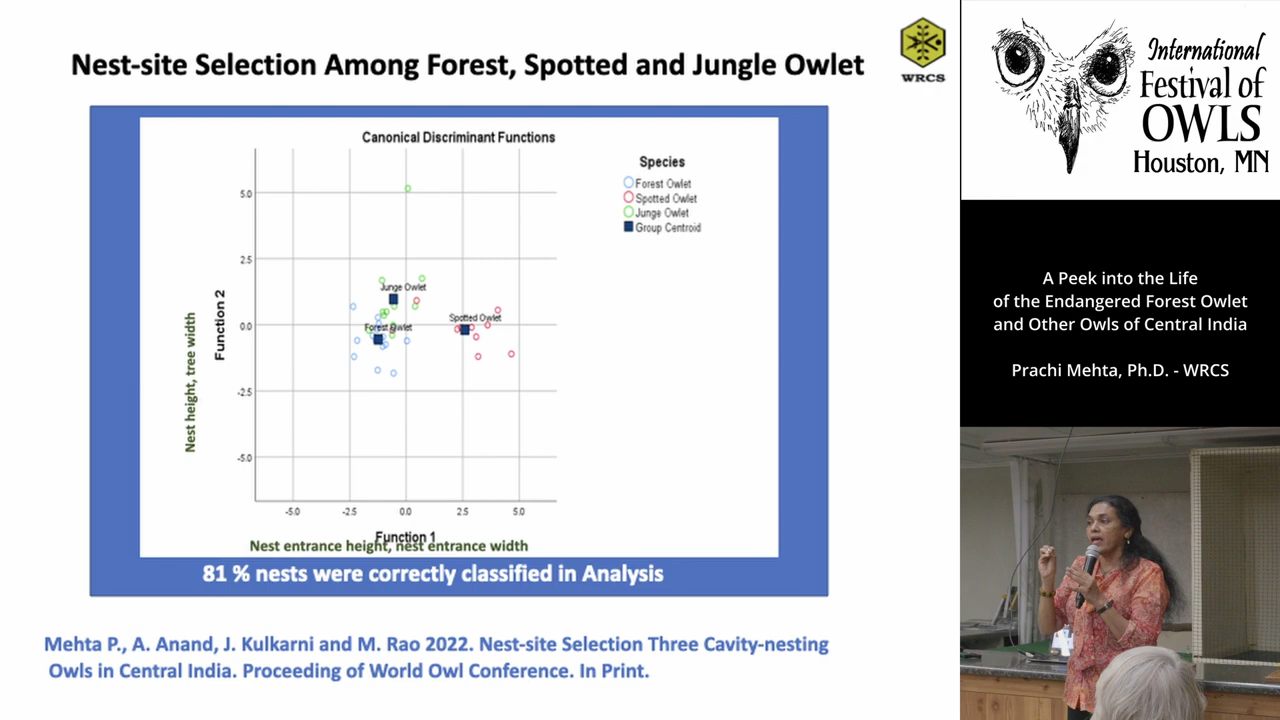 Nest-site Selection Among Forest, Spotted and Jungle Owlet
WRCS
Canonical Discriminant Functions
Species
Forest Owlet
Spotted Owlet
Junge Owlet
Group Centroid
5.0
2.5
0.0
-2.5
-5.0
Function 2
Nest height, tree width
Junge Owlet
Spotted Owlet
Forest Owlet
-5.0 -2.5 0.0 2.5 5.0
Function 1
Nest entrance height, nest entrance width
81 % nests were correctly classified in Analysis
Mehta P., A. Anand, J. Kulkarni and M. Rao 2022. Nest-site Selection Three Cavity-nesting
Owls in Central India. Proceeding of World Owl Conference. In Print.
International
Festival of
OWLS
Houston, MN
A Peek into the Life
of the Endangered Forest Owlet
and Other Owls of Central India
Prachi Mehta, Ph.D. - WRCS